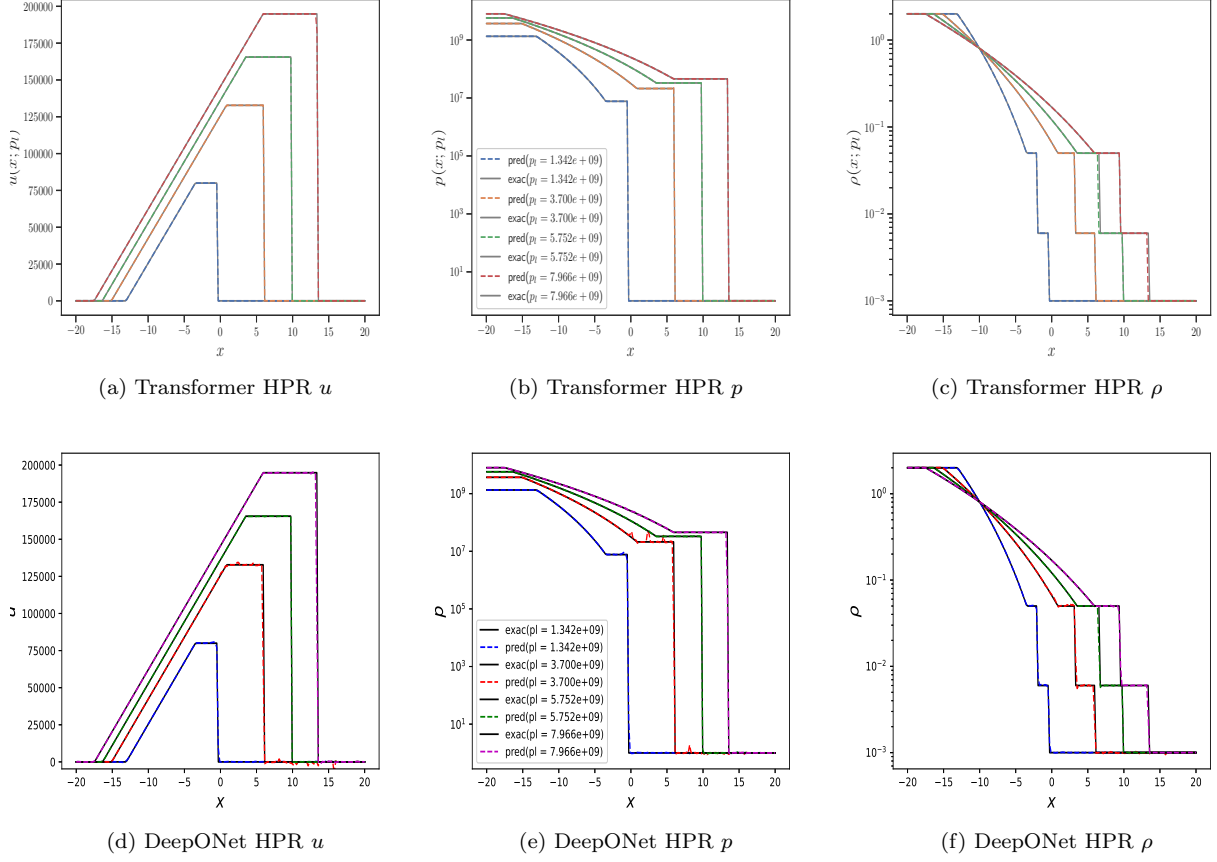 200000
175000
150000
125000
100000
75000
50000
25000
0
u(x; p_l)
−20 −15 −10 −5 0 5 10 15 20
x
(a) Transformer HPR u
10^9
10^7
10^5
10^3
10^1
p(x; p_l)
pred(p_l = 1.342e + 09)
exac(p_l = 1.342e + 09)
pred(p_l = 3.700e + 09)
exac(p_l = 3.700e + 09)
pred(p_l = 5.752e + 09)
exac(p_l = 5.752e + 09)
pred(p_l = 7.966e + 09)
exac(p_l = 7.966e + 09)
−20 −15 −10 −5 0 5 10 15 20
x
(b) Transformer HPR p
10^0
10^−1
10^−2
10^−3
ρ(x; p_l)
−20 −15 −10 −5 0 5 10 15 20
x
(c) Transformer HPR ρ
200000
175000
150000
125000
100000
75000
50000
25000
0
u
−20 −15 −10 −5 0 5 10 15 20
X
(d) DeepONet HPR u
10^9
10^7
10^5
10^3
10^1
p
exac(pl = 1.342e+09)
pred(pl = 1.342e+09)
exac(pl = 3.700e+09)
pred(pl = 3.700e+09)
exac(pl = 5.752e+09)
pred(pl = 5.752e+09)
exac(pl = 7.966e+09)
pred(pl = 7.966e+09)
−20 −15 −10 −5 0 5 10 15 20
X
(e) DeepONet HPR p
10^0
10^−1
10^−2
10^−3
ρ
−20 −15 −10 −5 0 5 10 15 20
X
(f) DeepONet HPR ρ